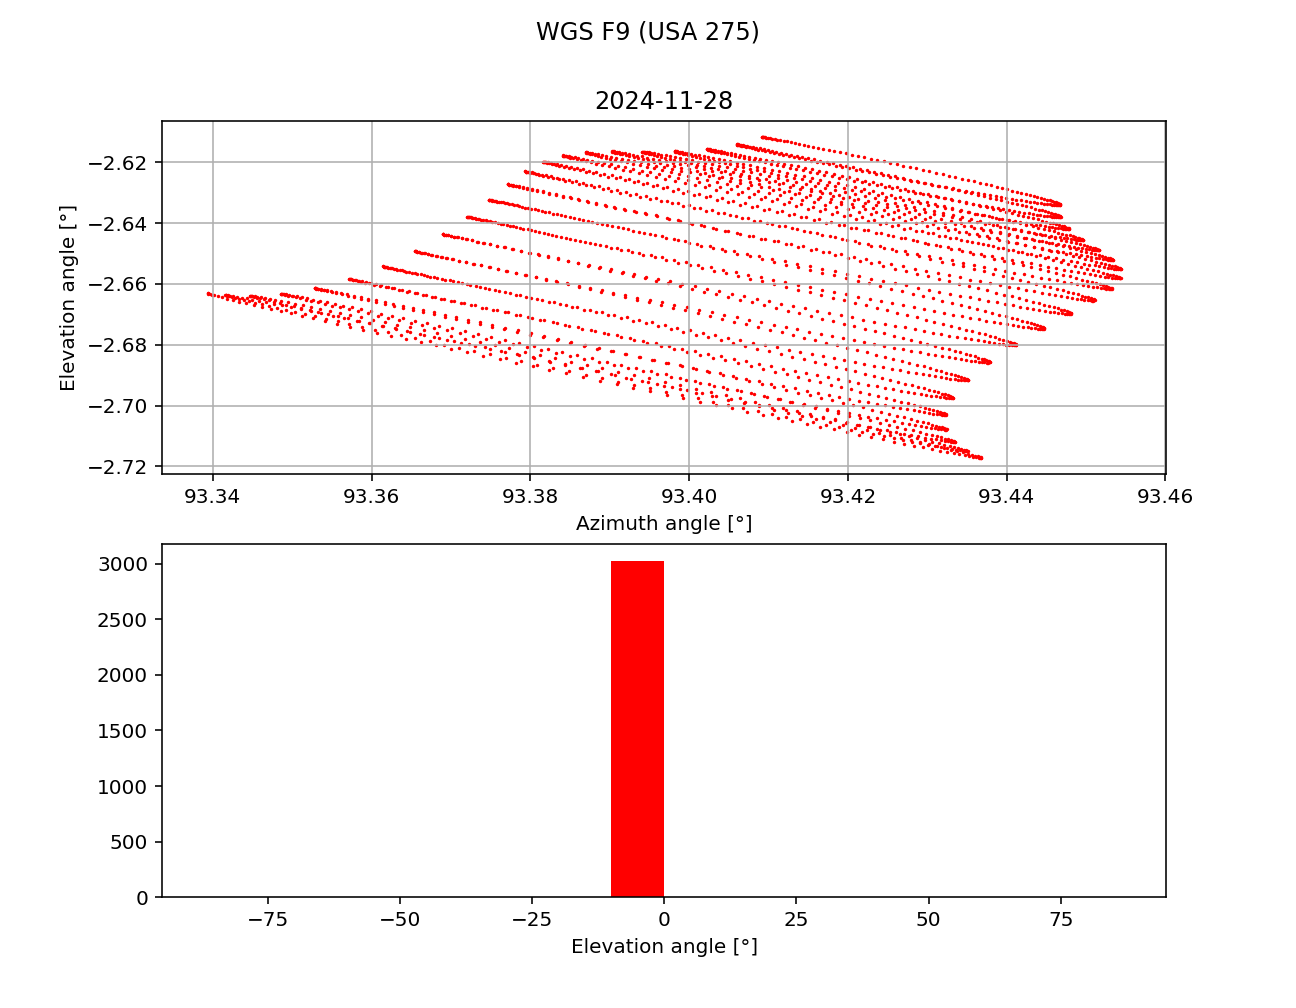 WGS F9 (USA 275)
2024-11-28
−2.62
−2.64
−2.66
−2.68
−2.70
−2.72
Elevation angle [°]
93.34 93.36 93.38 93.40 93.42 93.44 93.46
Azimuth angle [°]
3000
2500
2000
1500
1000
500
0
−75 −50 −25 0 25 50 75
Elevation angle [°]